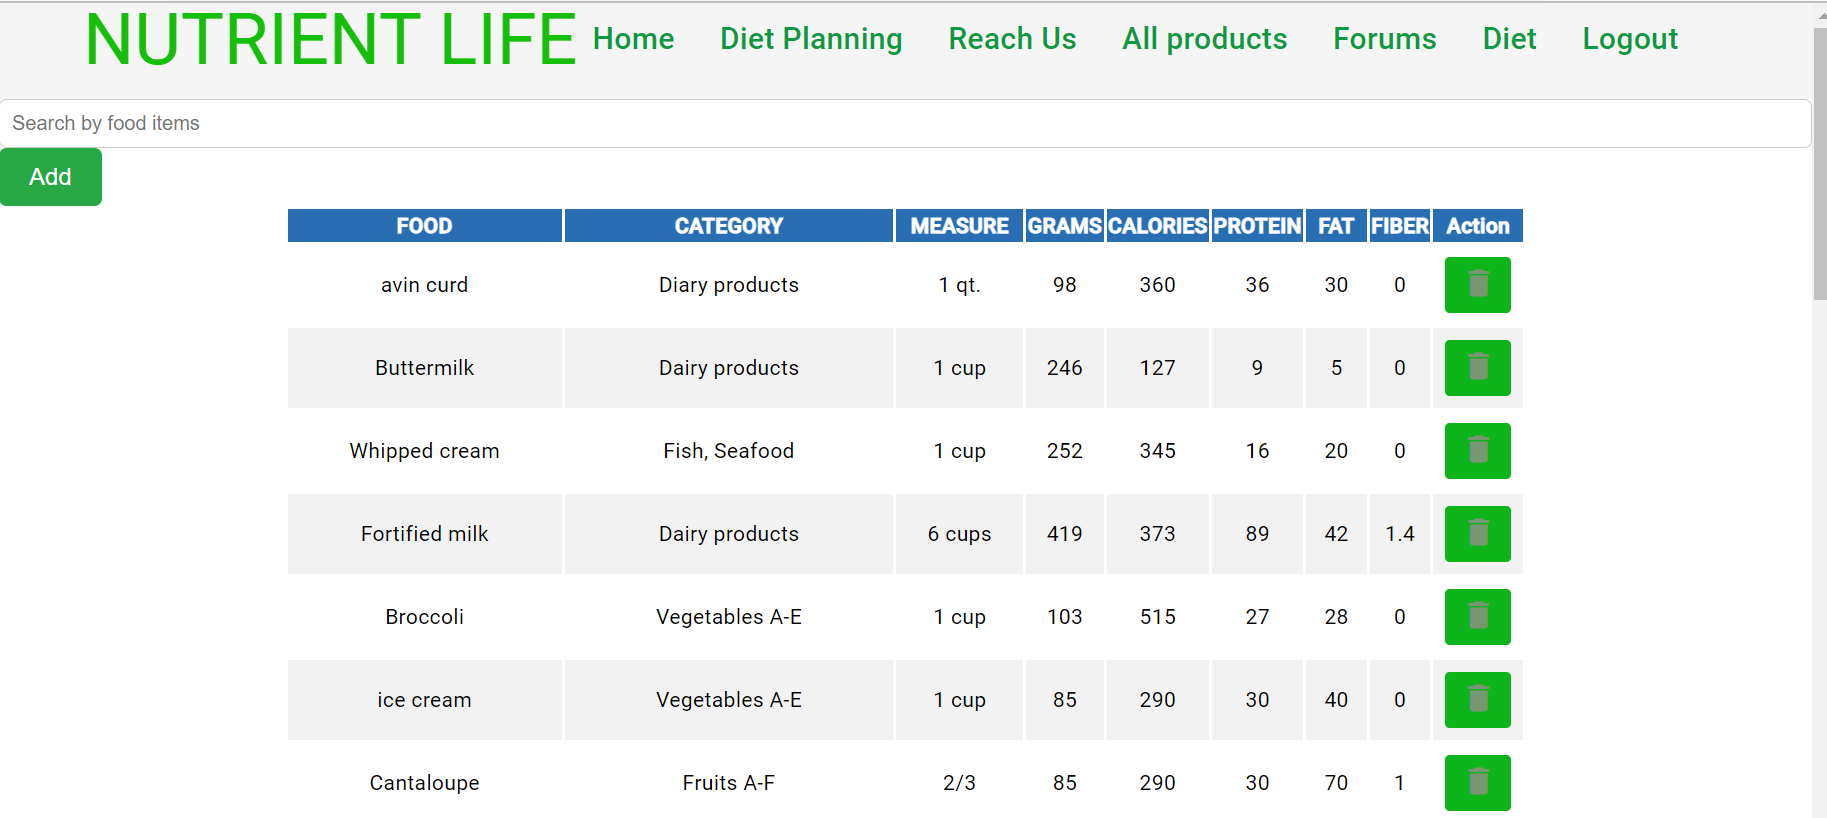 NUTRIENT LIFE Home Diet Planning Reach Us All products Forums Diet Logout
Search by food items
Add
FOOD CATEGORY MEASURE GRAMS CALORIES PROTEIN FAT FIBER Action
avin curd Diary products 1 qt. 98 360 36 30 0
Buttermilk Dairy products 1 cup 246 127 9 5 0
Whipped cream Fish, Seafood 1 cup 252 345 16 20 0
Fortified milk Dairy products 6 cups 419 373 89 42 1.4
Broccoli Vegetables A-E 1 cup 103 515 27 28 0
ice cream Vegetables A-E 1 cup 85 290 30 40 0
Cantaloupe Fruits A-F 2/3 85 290 30 70 1